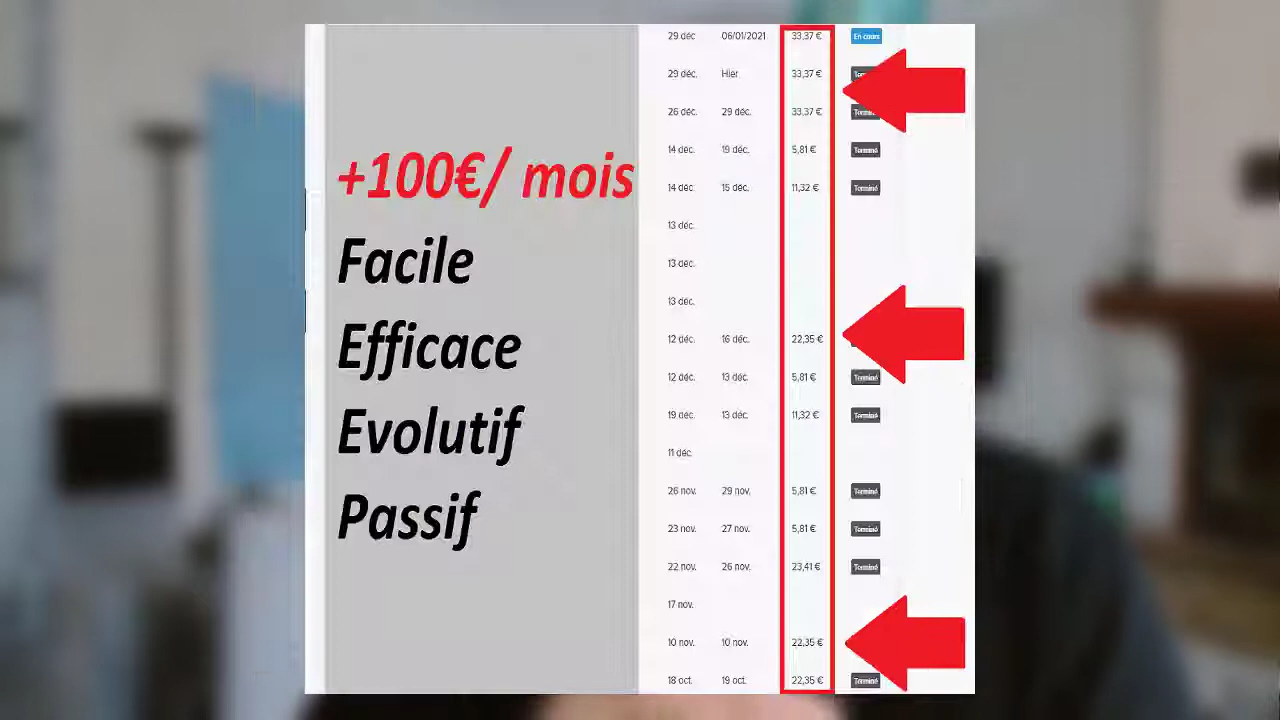 +100€/ mois
Facile
Efficace
Evolutif
Passif
29 déc 06/01/2021 33,37 € En cours
29 déc. Hier 33,37 €
26 déc 29 déc. 33,37 €
14 déc 19 déc. 5,81 € Terminé
14 déc 15 déc. 11,32 € Terminé
13 déc.
13 déc.
13 déc.
12 déc 16 déc. 22,35 €
12 déc. 13 déc. 5,81 € Terminé
19 déc. 13 déc. 11,32 € Terminé
11 déc.
26 nov. 29 nov. 5,81 € Terminé
23 nov. 27 nov. 5,81 € Terminé
22 nov. 26 nov. 23,41 € Terminé
17 nov.
10 nov. 10 nov. 22,35 €
18 oct. 19 oct. 22,35 € Terminé